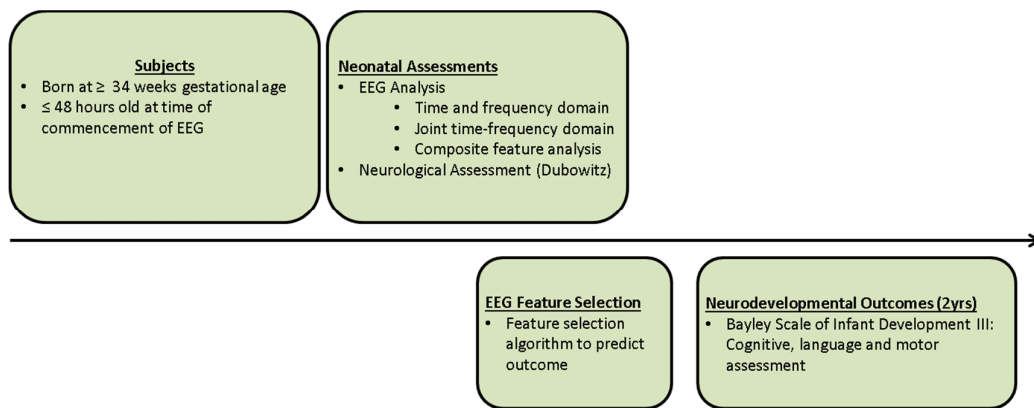 Subjects
• Born at ≥ 34 weeks gestational age
• ≤ 48 hours old at time of
commencement of EEG
Neonatal Assessments
• EEG Analysis
• Time and frequency domain
• Joint time-frequency domain
• Composite feature analysis
• Neurological Assessment (Dubowitz)
EEG Feature Selection
• Feature selection
algorithm to predict
outcome
Neurodevelopmental Outcomes (2yrs)
• Bayley Scale of Infant Development III:
Cognitive, language and motor
assessment